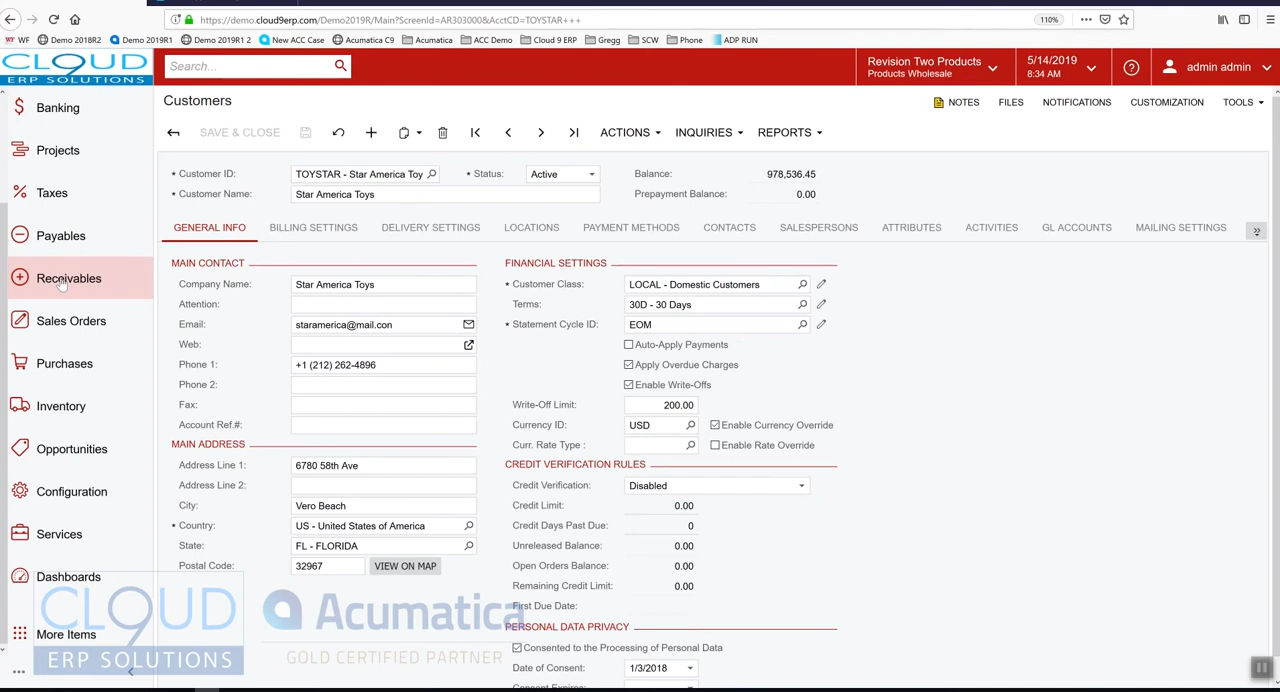 https://demo.cloud9erp.com/Demo2019R/Main?ScreenId=AR303000&AcctCD=TOYSTAR+++
110%
WF Demo 2018R2 Demo 2019R1 Demo 2019R1 2 New ACC Case Acumatica C9 Acumatica ACC Demo Cloud 9 ERP Gregg SCW Phone ADP RUN
CLOUD9
ERP SOLUTIONS
Search...
Revision Two Products
Products Wholesale
5/14/2019
8:34 AM
admin admin
Banking
Projects
Taxes
Payables
Receivables
Sales Orders
Purchases
Inventory
Opportunities
Configuration
Services
Dashboards
More Items
Customers
NOTES FILES NOTIFICATIONS CUSTOMIZATION TOOLS
SAVE & CLOSE ACTIONS INQUIRIES REPORTS
* Customer ID: TOYSTAR - Star America Toy * Status: Active Balance: 978,536.45
* Customer Name: Star America Toys Prepayment Balance: 0.00
GENERAL INFO BILLING SETTINGS DELIVERY SETTINGS LOCATIONS PAYMENT METHODS CONTACTS SALESPERSONS ATTRIBUTES ACTIVITIES GL ACCOUNTS MAILING SETTINGS
MAIN CONTACT
Company Name: Star America Toys
Attention:
Email: staramerica@mail.con
Web:
Phone 1: +1 (212) 262-4896
Phone 2:
Fax:
Account Ref.#:
MAIN ADDRESS
Address Line 1: 6780 58th Ave
Address Line 2:
City: Vero Beach
* Country: US - United States of America
State: FL - FLORIDA
Postal Code: 32967 VIEW ON MAP
FINANCIAL SETTINGS
* Customer Class: LOCAL - Domestic Customers
Terms: 30D - 30 Days
* Statement Cycle ID: EOM
Auto-Apply Payments
Apply Overdue Charges
Enable Write-Offs
Write-Off Limit: 200.00
Currency ID: USD Enable Currency Override
Curr. Rate Type : Enable Rate Override
CREDIT VERIFICATION RULES
Credit Verification: Disabled
Credit Limit: 0.00
Credit Days Past Due: 0
Unreleased Balance: 0.00
Open Orders Balance: 0.00
Remaining Credit Limit: 0.00
First Due Date:
PERSONAL DATA PRIVACY
Consented to the Processing of Personal Data
Date of Consent: 1/3/2018
CLOUD9
ERP SOLUTIONS
Acumatica
GOLD CERTIFIED PARTNER